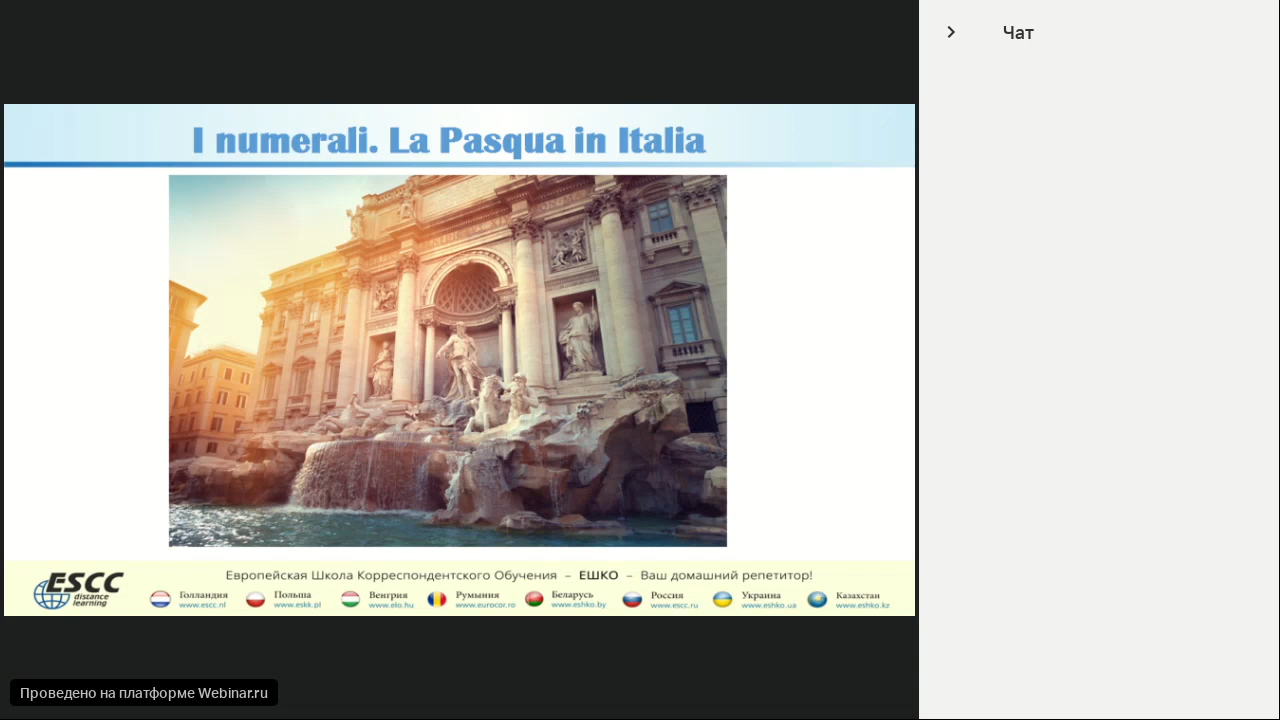 Чат
I numerali. La Pasqua in Italia
Европейская Школа Корреспондентского Обучения – ЕШКО – Ваш домашний репетитор!
ESCC
distance
learning
Голландия
www.escc.nl
Польша
www.eskk.pl
Венгрия
www.eko.hu
Румыния
www.eurocor.ro
Беларусь
www.eshko.by
Россия
www.escc.ru
Украина
www.eshko.ua
Казахстан
www.eshko.kz
Проведено на платформе Webinar.ru